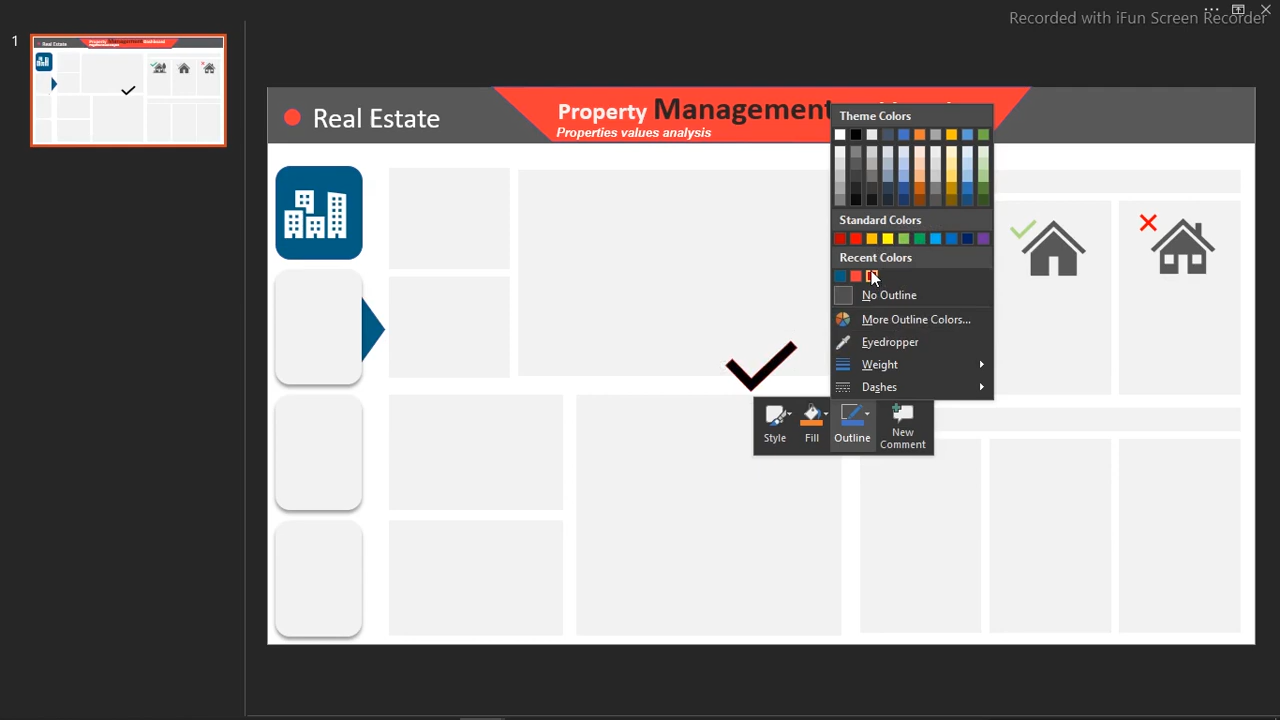 Recorded with iFun Screen Recorder
1
Real Estate
Property Management
Properties values analysis
Theme Colors
Standard Colors
Recent Colors
No Outline
More Outline Colors...
Eyedropper
Weight
Dashes
Style
Fill
Outline
New
Comment